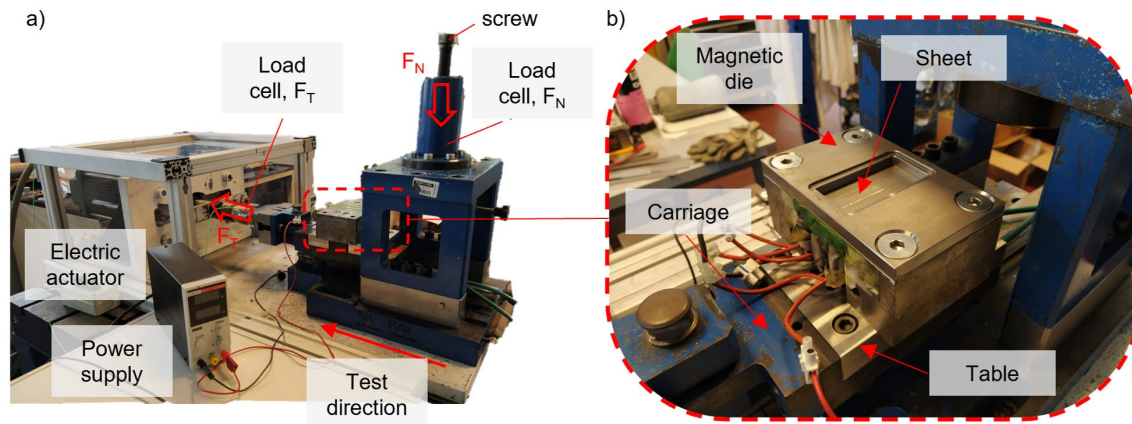 a)
screw
F_N
Load
cell, F_T
Load
cell, F_N
F_T
Electric
actuator
Power
supply
Test
direction
b)
Magnetic
die
Sheet
Carriage
Table